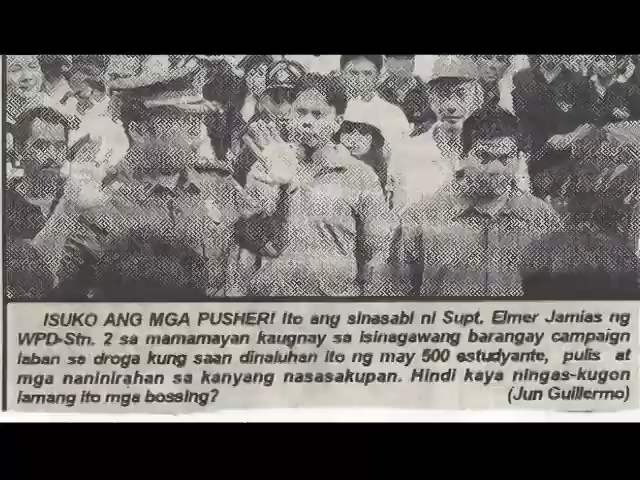 ISUKO ANG MGA PUSHER! Ito ang sinasabi ni Supt. Elmer Jamias ng
WPD-Stn. 2 sa mamamayan kaugnay sa isinagawang barangay campaign
laban sa droga kung saan dinaluhan ito ng may 500 estudyante, pulis at
mga naninirahan sa kanyang nasasakupan. Hindi kaya ningas-kugon
lamang ito mga bossing? (Jun Guillermo)